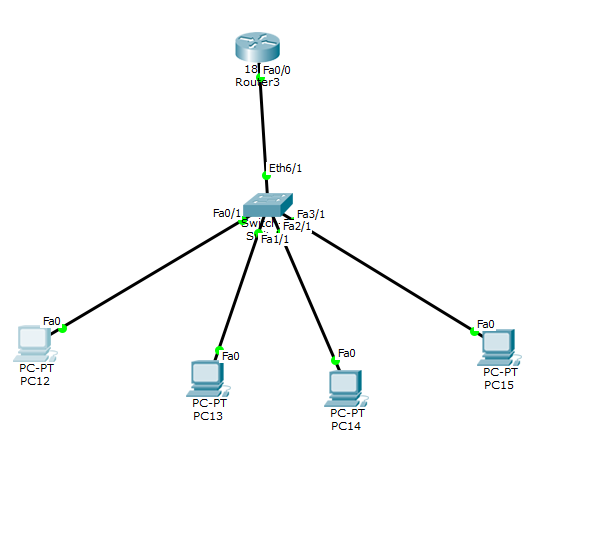 18
Fa0/0
Router3
Eth6/1
Fa0/1
Fa3/1
Fa2/1
Fa1/1
Fa0
PC-PT
PC12
Fa0
PC-PT
PC13
Fa0
PC-PT
PC14
Fa0
PC-PT
PC15